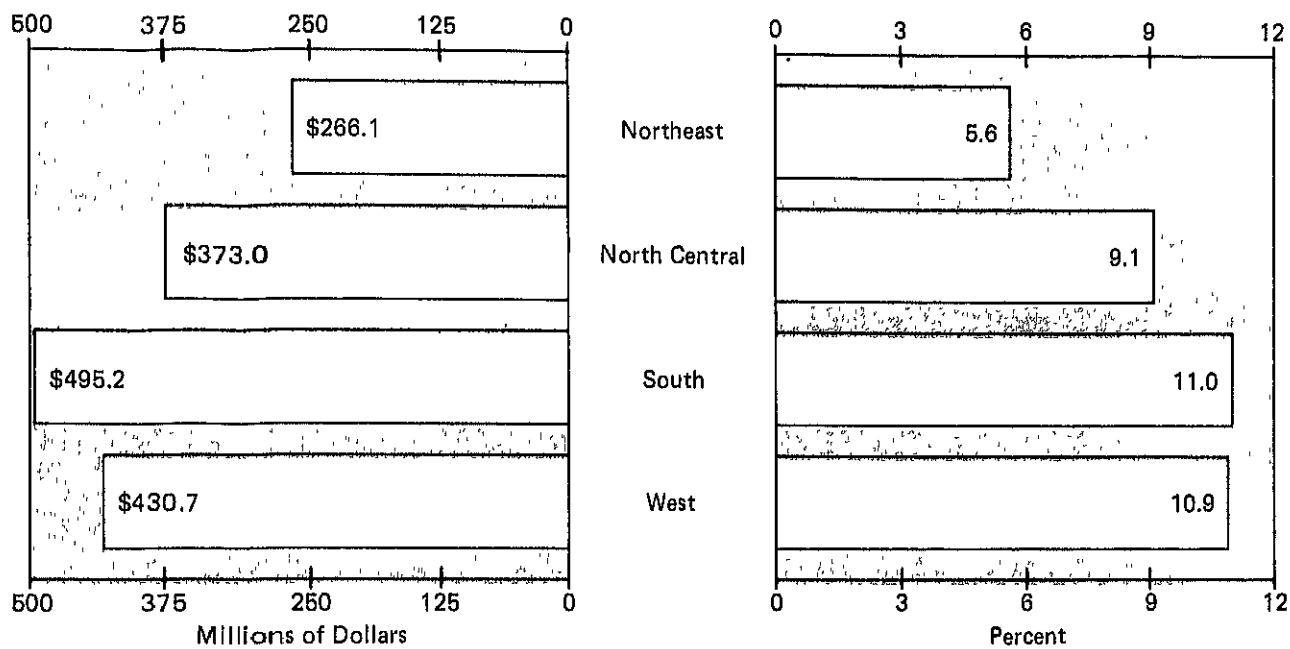 500 375 250 125 0 0 3 6 9 12
$266.1 Northeast 5.6
$373.0 North Central 9.1
$495.2 South 11.0
$430.7 West 10.9
500 375 250 125 0 0 3 6 9 12
Millions of Dollars Percent